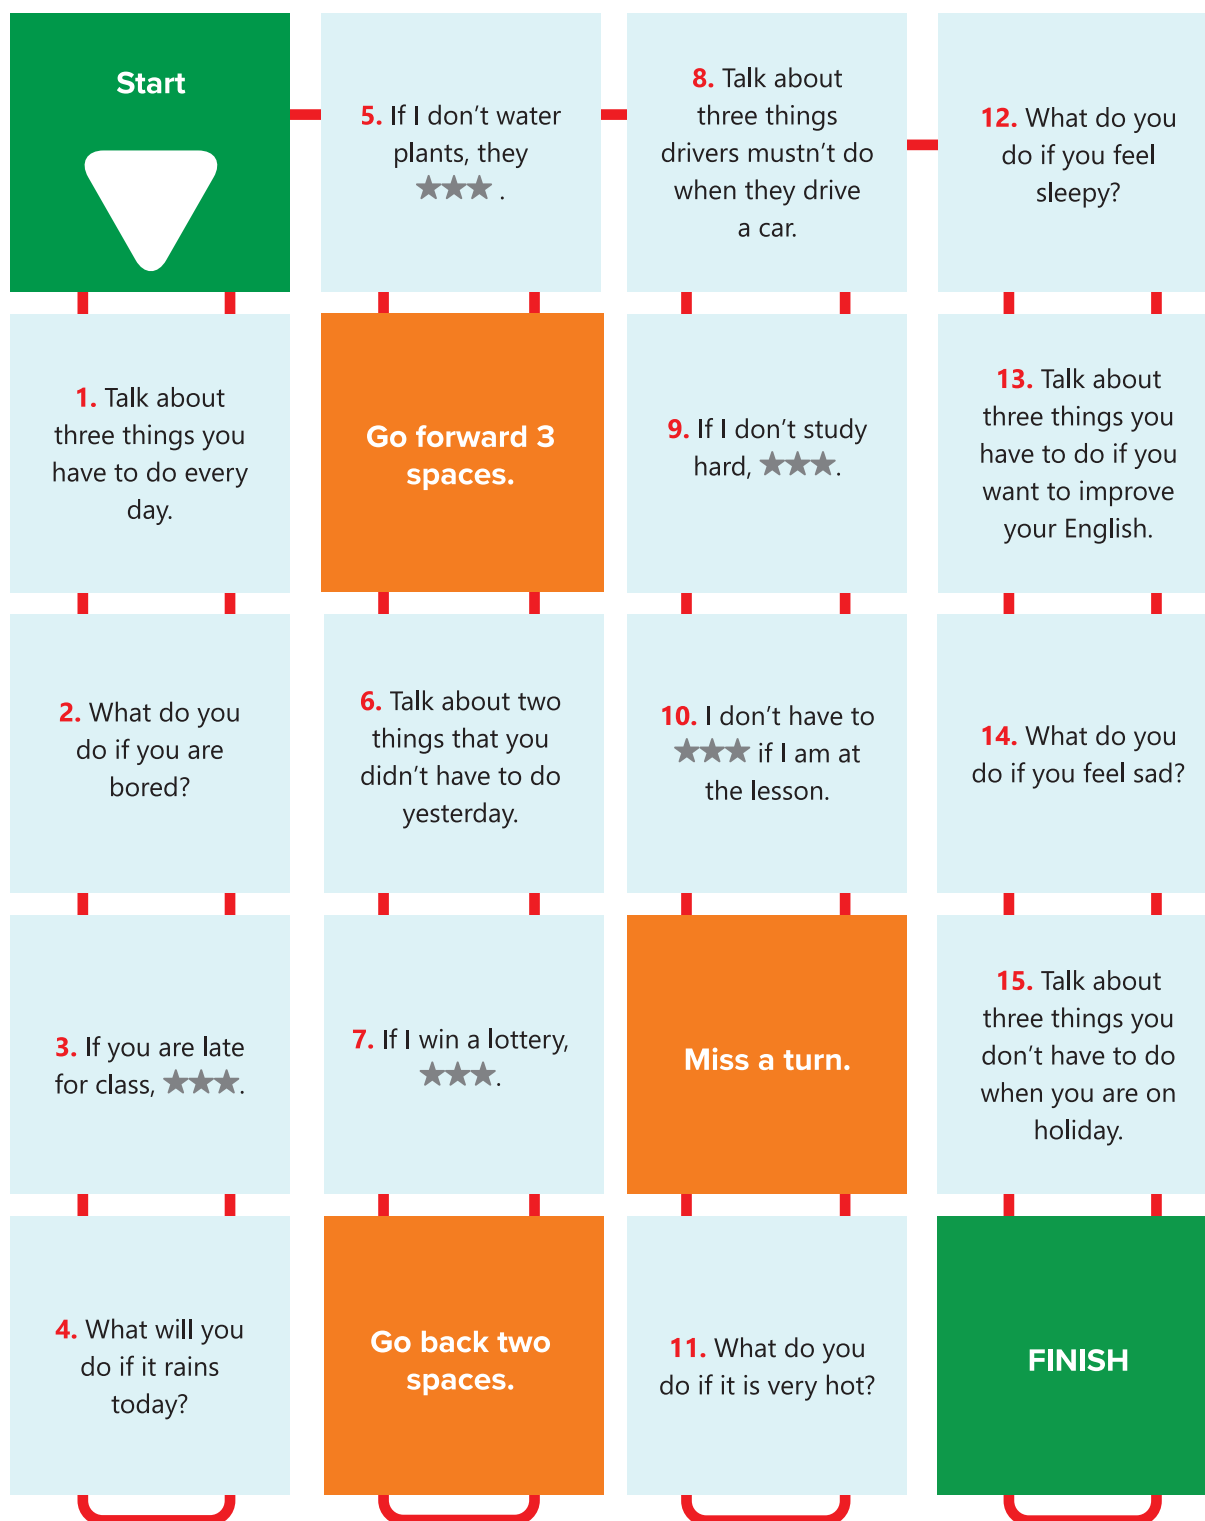 Start
1. Talk about
three things you
have to do every
day.
2. What do you
do if you are
bored?
3. If you are late
for class, ★★★.
4. What will you
do if it rains
today?
5. If I don't water
plants, they
★★★ .
Go forward 3
spaces.
6. Talk about two
things that you
didn't have to do
yesterday.
7. If I win a lottery,
★★★.
Go back two
spaces.
8. Talk about
three things
drivers mustn't do
when they drive
a car.
9. If I don't study
hard, ★★★.
10. I don't have to
★★★ if I am at
the lesson.
Miss a turn.
11. What do you
do if it is very hot?
12. What do you
do if you feel
sleepy?
13. Talk about
three things you
have to do if you
want to improve
your English.
14. What do you
do if you feel sad?
15. Talk about
three things you
don't have to do
when you are on
holiday.
FINISH